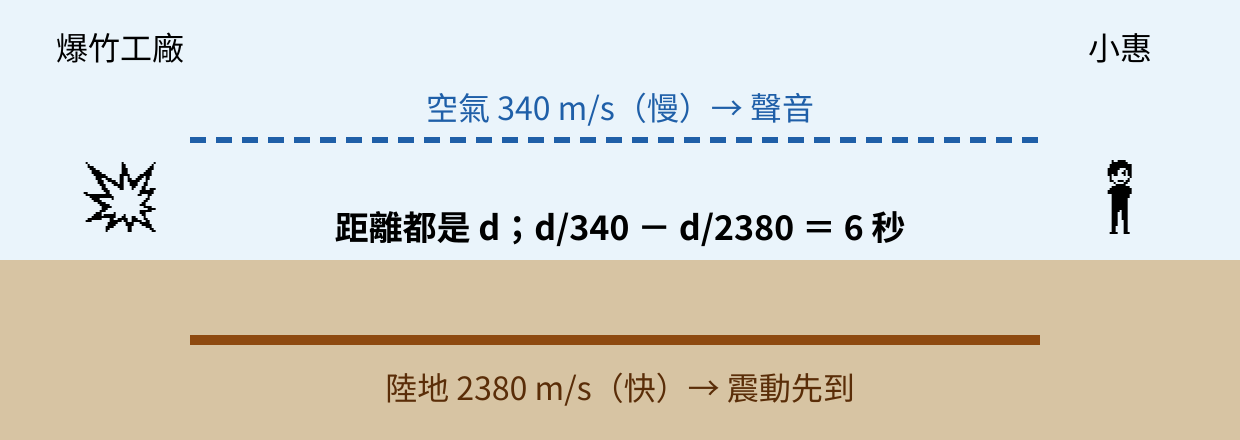 爆竹工廠
小惠
空氣 340 m/s（慢）→ 聲音
距離都是 d；d/340 − d/2380 ＝ 6 秒
陸地 2380 m/s（快）→ 震動先到